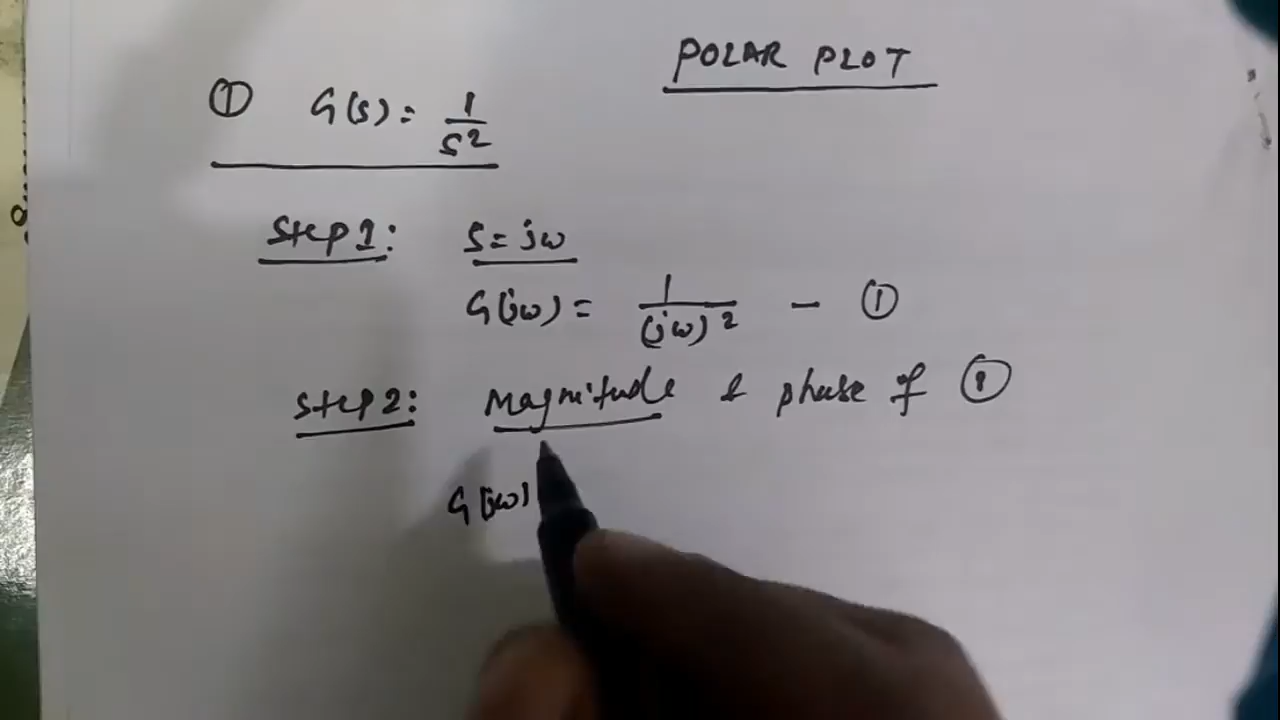 POLAR PLOT
① G(s) = 1/s²
Step 1: s = jω
G(jω) = 1/(jω)² — ①
Step 2: Magnitude & phase of ①
G(jω)